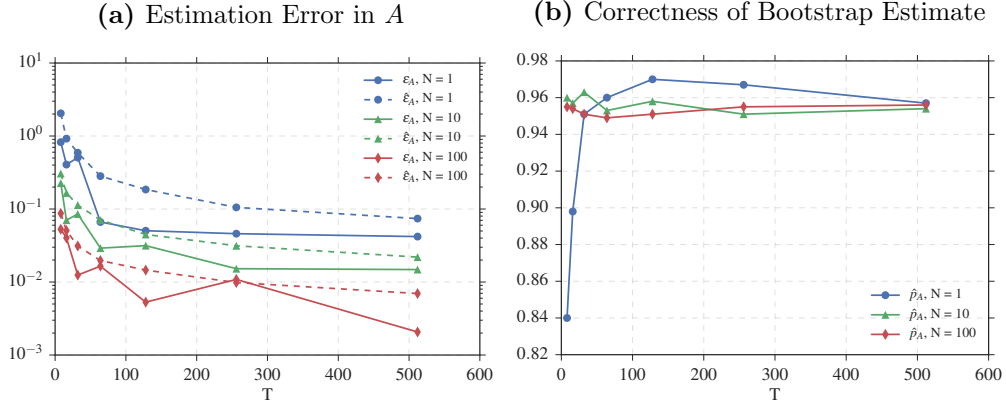 (a) Estimation Error in A
10¹
10⁰
10⁻¹
10⁻²
10⁻³
0 100 200 300 400 500 600
T
ε_A, N = 1
ε̂_A, N = 1
ε_A, N = 10
ε̂_A, N = 10
ε_A, N = 100
ε̂_A, N = 100
(b) Correctness of Bootstrap Estimate
0.98
0.96
0.94
0.92
0.90
0.88
0.86
0.84
0.82
0 100 200 300 400 500 600
T
p̂_A, N = 1
p̂_A, N = 10
p̂_A, N = 100